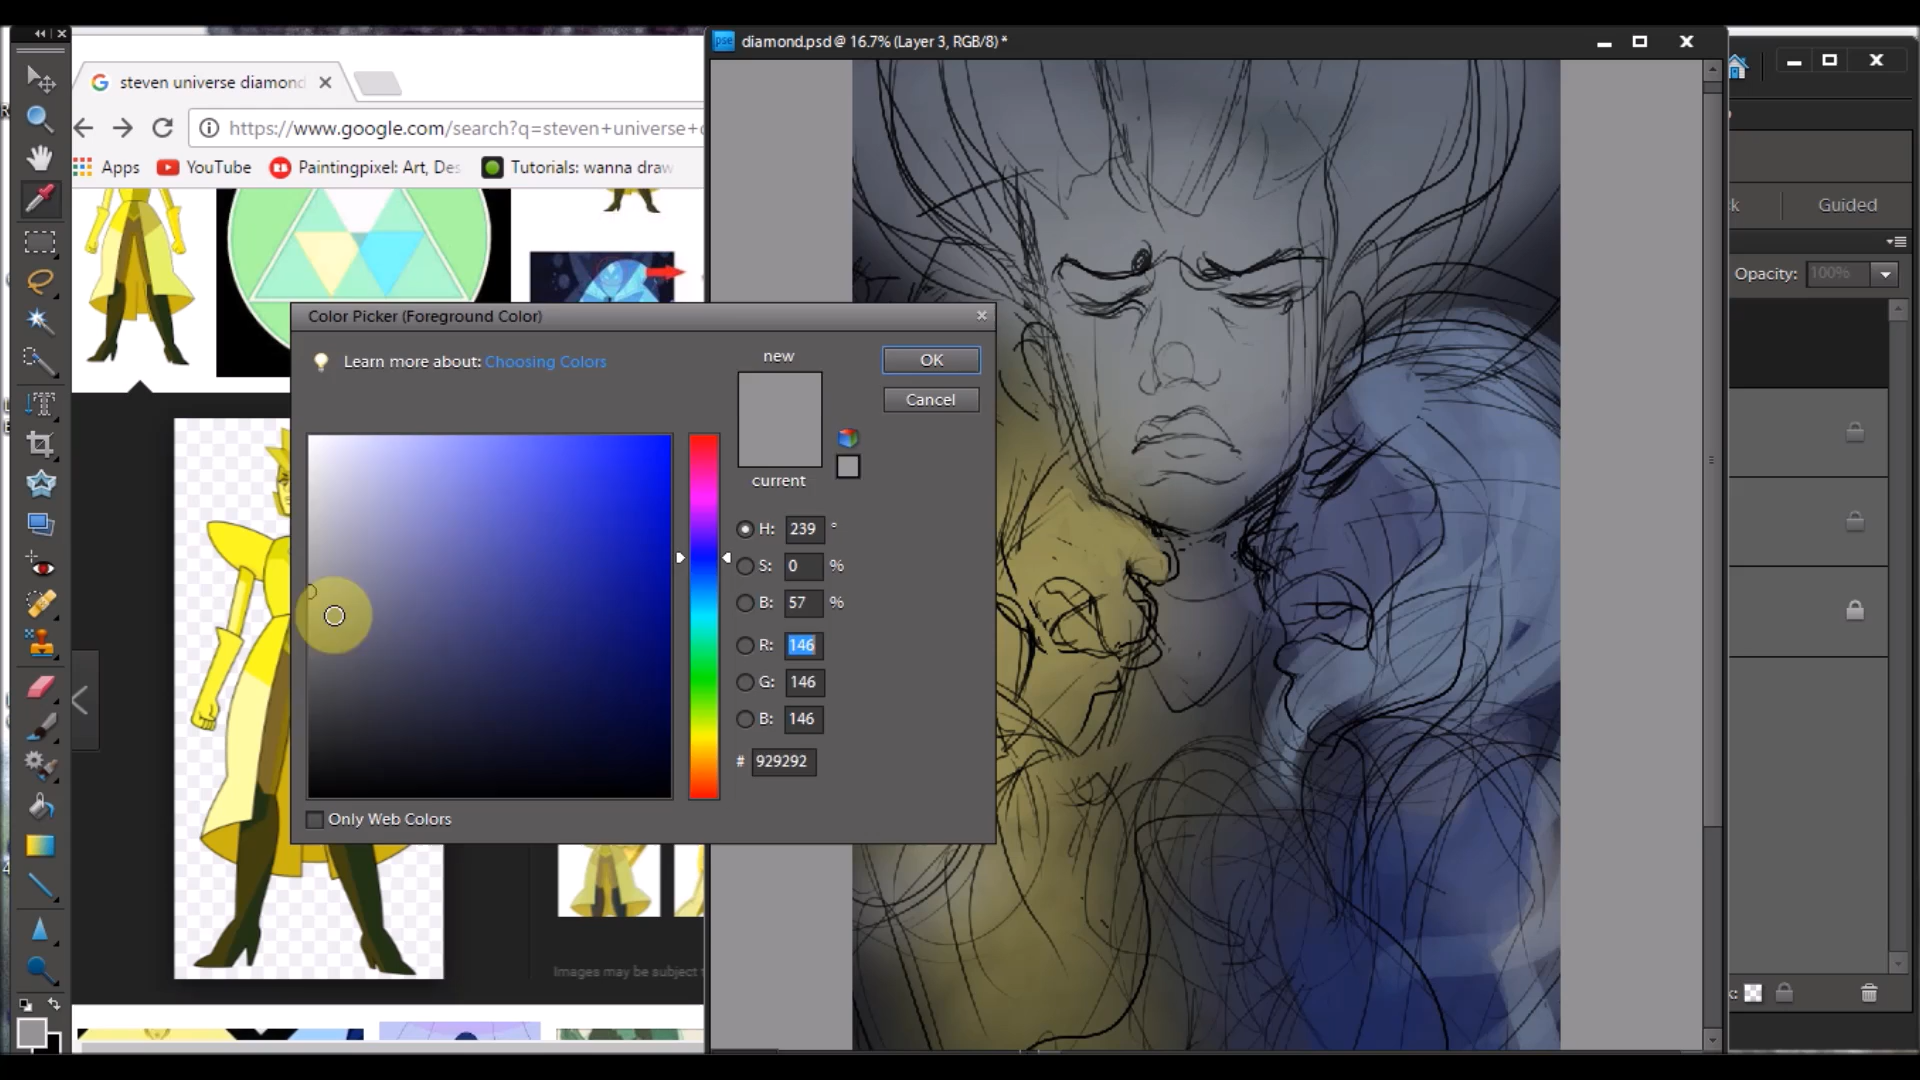 pse diamond.psd @ 16.7% (Layer 3, RGB/8) *
steven universe diamond
https://www.google.com/search?q=steven+universe+
Apps YouTube Paintingpixel: Art, Des Tutorials: wanna draw
Guided
Opacity: 100%
Color Picker (Foreground Color)
Learn more about: Choosing Colors
new
OK
Cancel
current
H: 239 °
S: 0 %
B: 57 %
R: 146
G: 146
B: 146
# 929292
Only Web Colors
Images may be subject